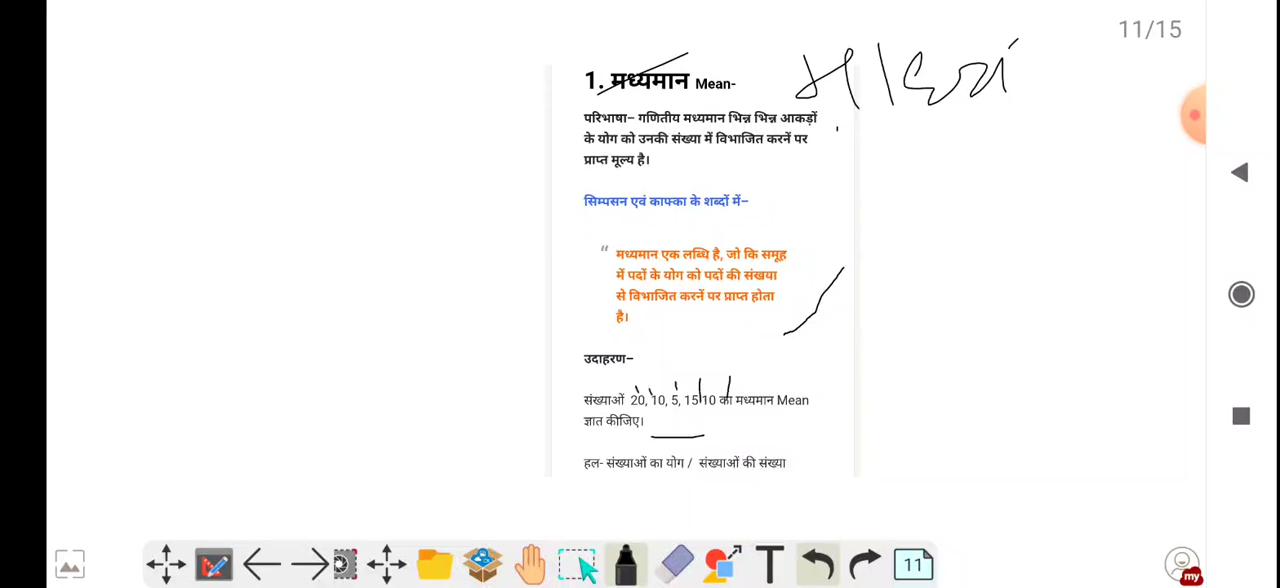 11/15
1. मध्यमान Mean-
परिभाषा– गणितीय मध्यमान भिन्न भिन्न आकड़ों
के योग को उनकी संख्या में विभाजित करनें पर
प्राप्त मूल्य है।
सिम्पसन एवं काफ्का के शब्दों में–
“ मध्यमान एक लब्धि है, जो कि समूह
में पदों के योग को पदों की संखया
से विभाजित करनें पर प्राप्त होता
है।
उदाहरण–
संख्याओं 20, 10, 5, 15 10 का मध्यमान Mean
ज्ञात कीजिए।
हल- संख्याओं का योग / संख्याओं की संख्या
T
11
my